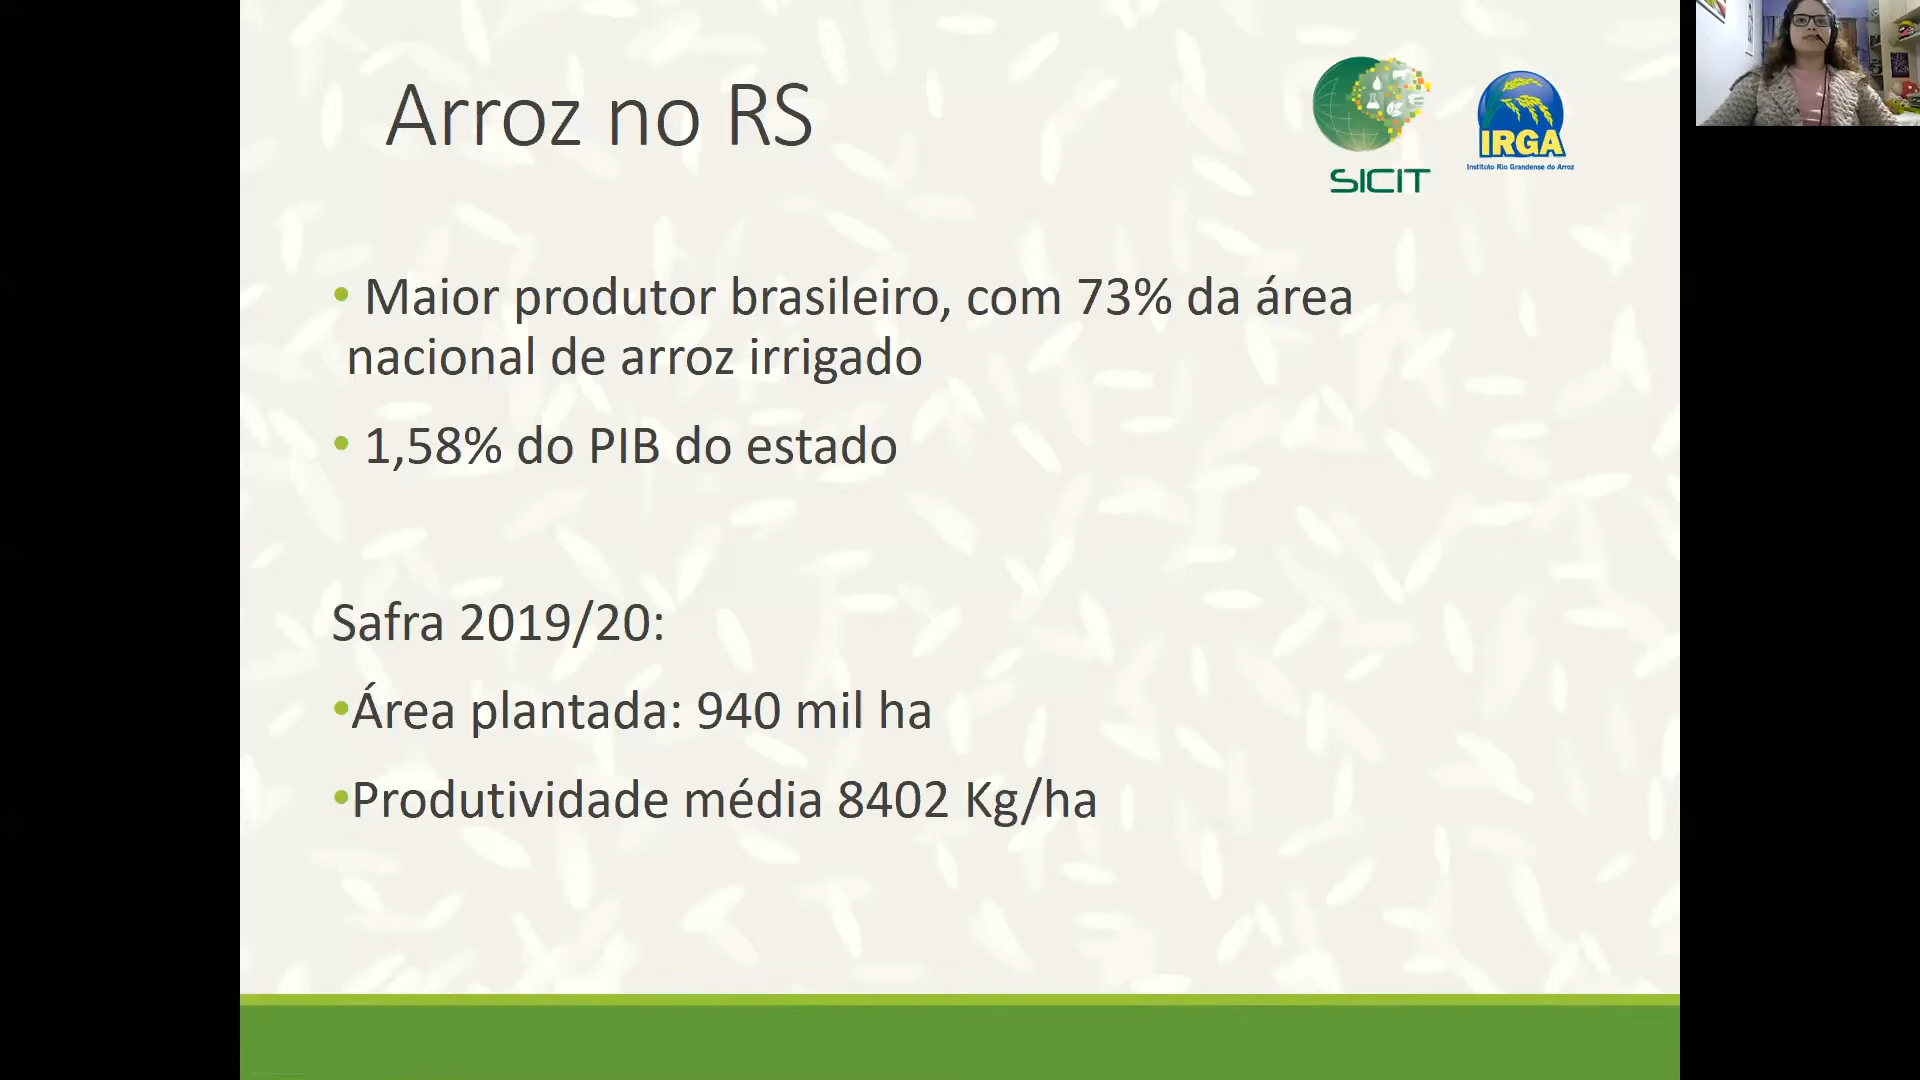 Arroz no RS
SICIT
IRGA
Instituto Rio Grandense do Arroz
• Maior produtor brasileiro, com 73% da área
nacional de arroz irrigado
• 1,58% do PIB do estado
Safra 2019/20:
•Área plantada: 940 mil ha
•Produtividade média 8402 Kg/ha